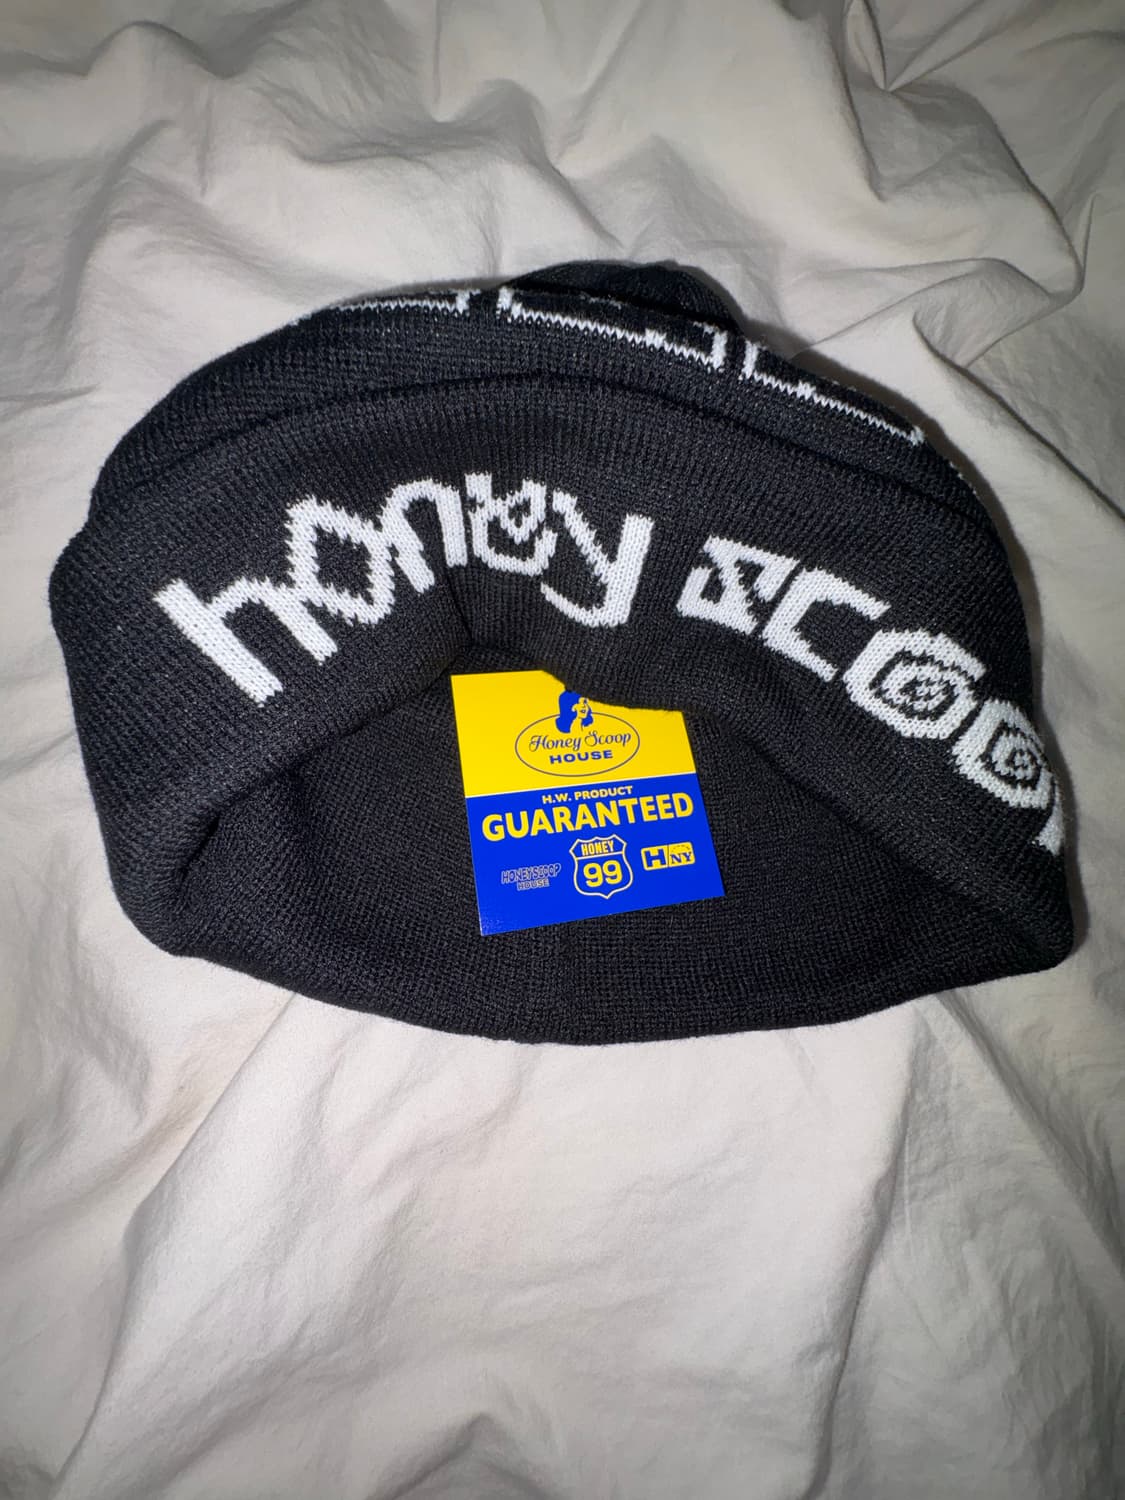 honey scoop
Honey Scoop
HOUSE
H.W. PRODUCT
GUARANTEED
HONEY
99
HONEYSCOOP
HOUSE
H NY